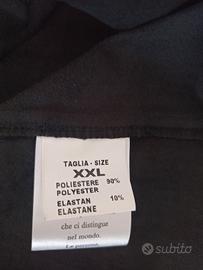 TAGLIA - SIZE
XXL
POLIESTERE 90%
POLYESTER
ELASTAN 10%
ELASTANE
che ci distingue
nel mondo.
subito